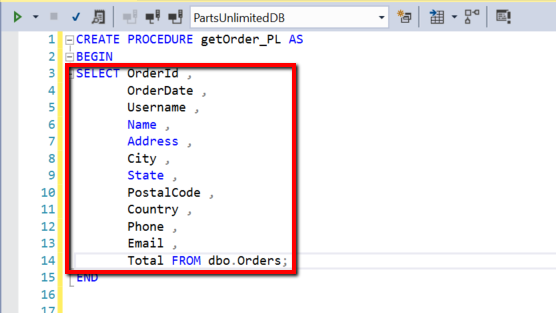 PartsUnlimitedDB
1 CREATE PROCEDURE getOrder_PL AS
2 BEGIN
3 SELECT OrderId ,
4 OrderDate ,
5 Username ,
6 Name ,
7 Address ,
8 City ,
9 State ,
10 PostalCode ,
11 Country ,
12 Phone ,
13 Email ,
14 Total FROM dbo.Orders;
15 END
16
17